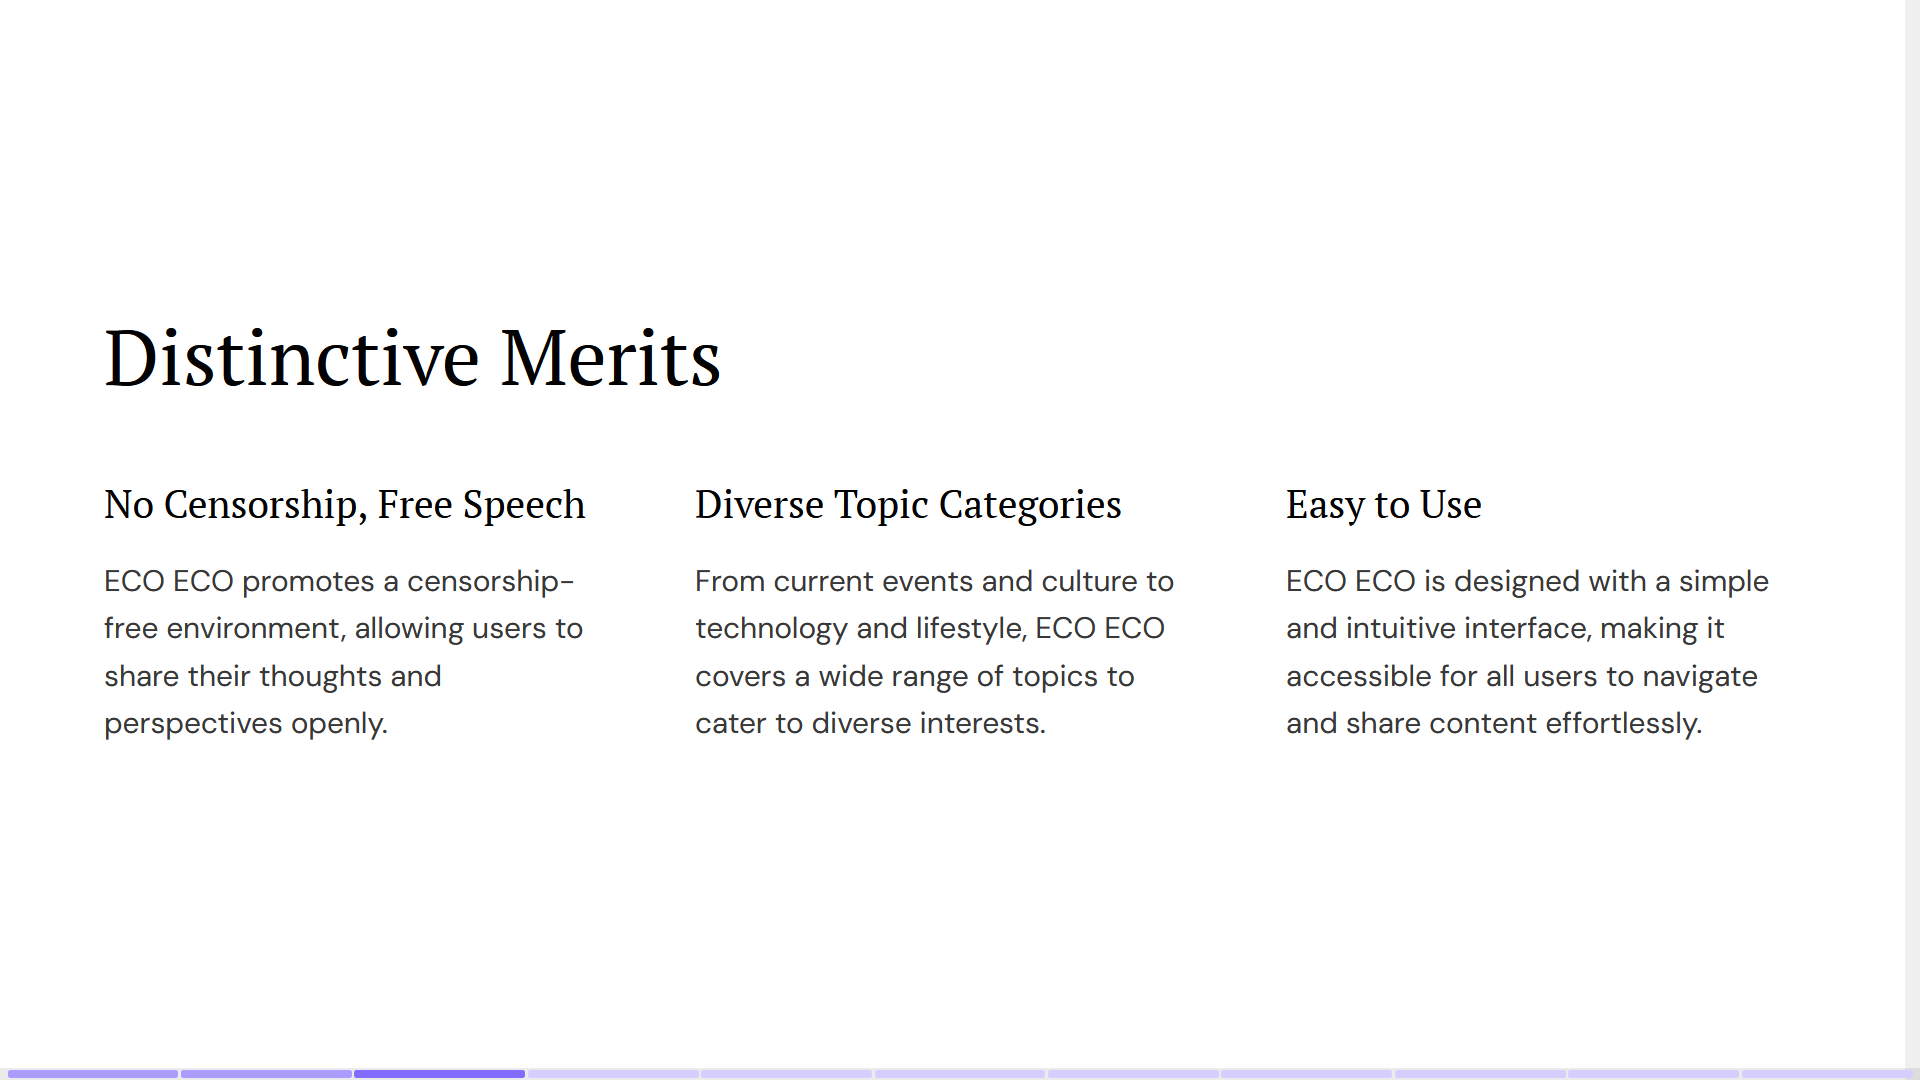 Distinctive Merits
No Censorship, Free Speech
ECO ECO promotes a censorship-
free environment, allowing users to
share their thoughts and
perspectives openly.
Diverse Topic Categories
From current events and culture to
technology and lifestyle, ECO ECO
covers a wide range of topics to
cater to diverse interests.
Easy to Use
ECO ECO is designed with a simple
and intuitive interface, making it
accessible for all users to navigate
and share content effortlessly.